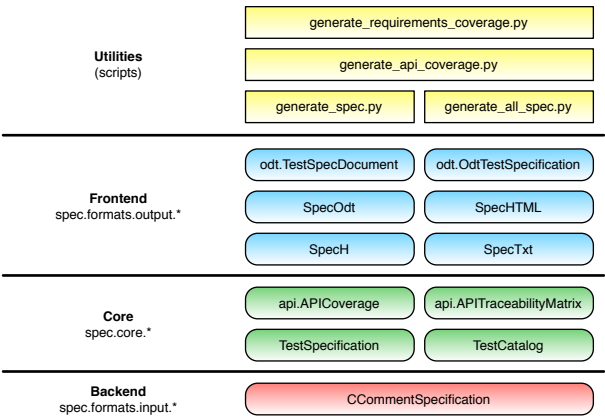 generate_requirements_coverage.py
Utilities
(scripts)
generate_api_coverage.py
generate_spec.py generate_all_spec.py
odt.TestSpecDocument odt.OdtTestSpecification
Frontend
spec.formats.output.*
SpecOdt SpecHTML
SpecH SpecTxt
api.APICoverage api.APITraceabilityMatrix
Core
spec.core.*
TestSpecification TestCatalog
Backend
spec.formats.input.*
CCommentSpecification